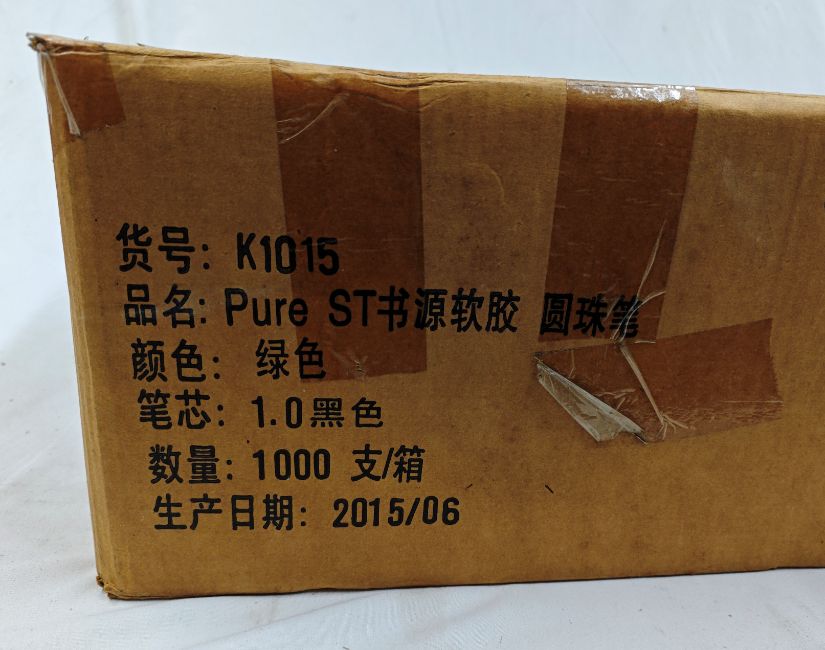 货号: K1015
品名: Pure ST书源软胶 圆珠笔
颜色: 绿色
笔芯: 1.0黑色
数量: 1000 支/箱
生产日期: 2015/06